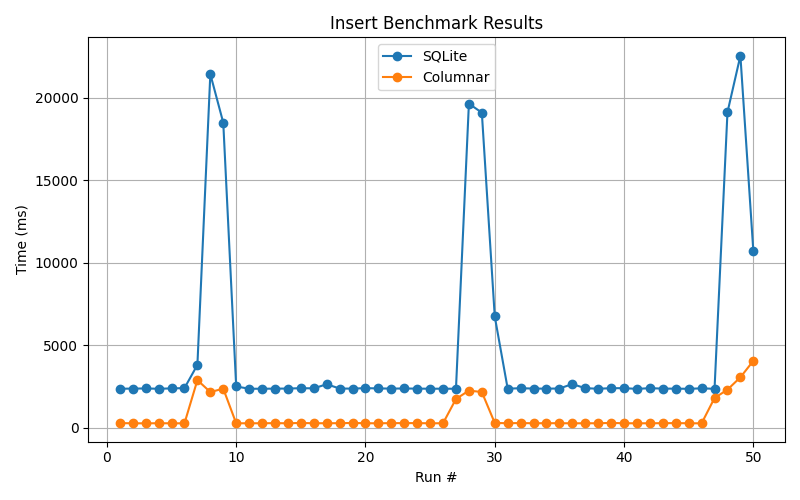 Insert Benchmark Results
SQLite
Columnar
Time (ms)
20000
15000
10000
5000
0
0 10 20 30 40 50
Run #